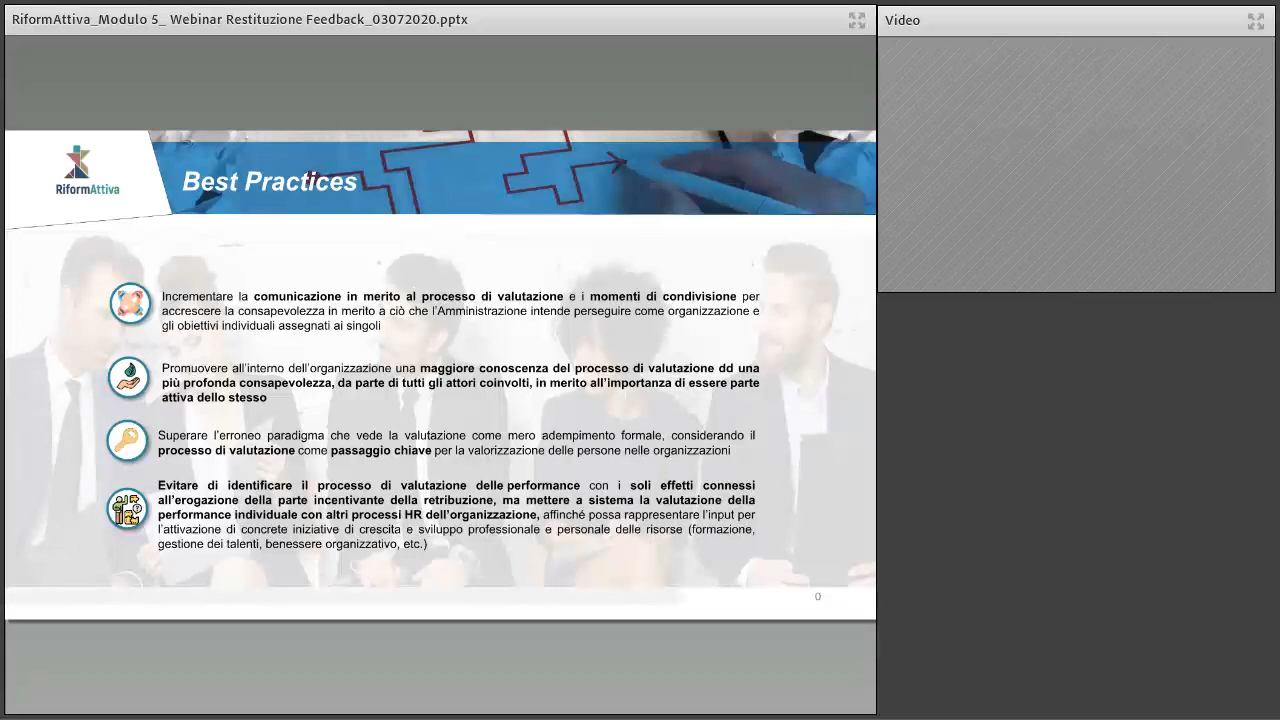 RiformAttiva_Modulo 5_ Webinar Restituzione Feedback_03072020.pptx
Video
RiformAttiva
Best Practices
Incrementare la comunicazione in merito al processo di valutazione e i momenti di condivisione per
accrescere la consapevolezza in merito a ciò che l'Amministrazione intende perseguire come organizzazione e
gli obiettivi individuali assegnati ai singoli
Promuovere all'interno dell'organizzazione una maggiore conoscenza del processo di valutazione dd una
più profonda consapevolezza, da parte di tutti gli attori coinvolti, in merito all'importanza di essere parte
attiva dello stesso
Superare l'erroneo paradigma che vede la valutazione come mero adempimento formale, considerando il
processo di valutazione come passaggio chiave per la valorizzazione delle persone nelle organizzazioni
Evitare di identificare il processo di valutazione delle performance con i soli effetti connessi
all'erogazione della parte incentivante della retribuzione, ma mettere a sistema la valutazione della
performance individuale con altri processi HR dell'organizzazione, affinché possa rappresentare l'input per
l'attivazione di concrete iniziative di crescita e sviluppo professionale e personale delle risorse (formazione,
gestione dei talenti, benessere organizzativo, etc.)
0